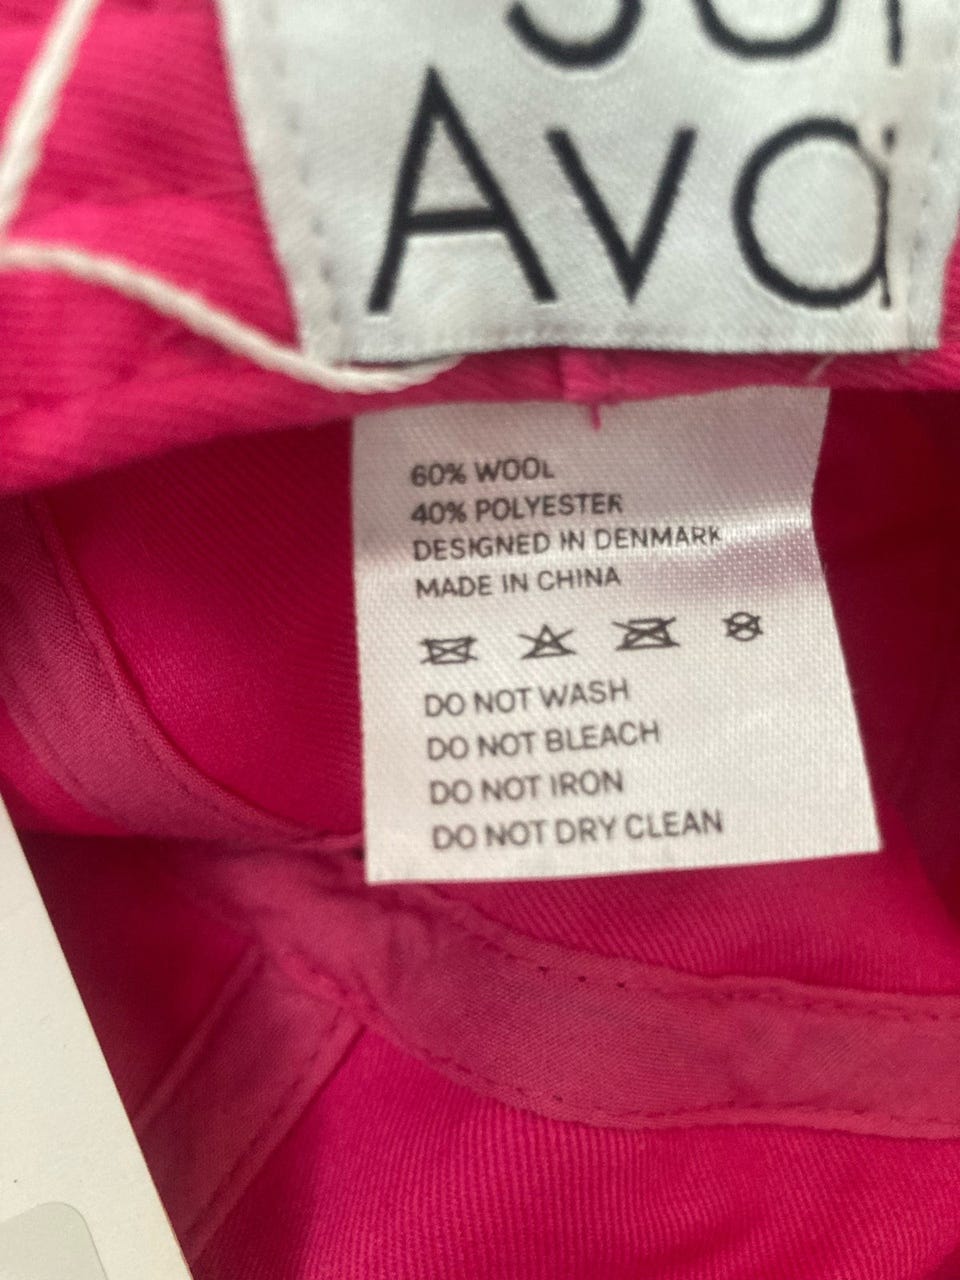 Ava
60% WOOL
40% POLYESTER
DESIGNED IN DENMARK
MADE IN CHINA
DO NOT WASH
DO NOT BLEACH
DO NOT IRON
DO NOT DRY CLEAN